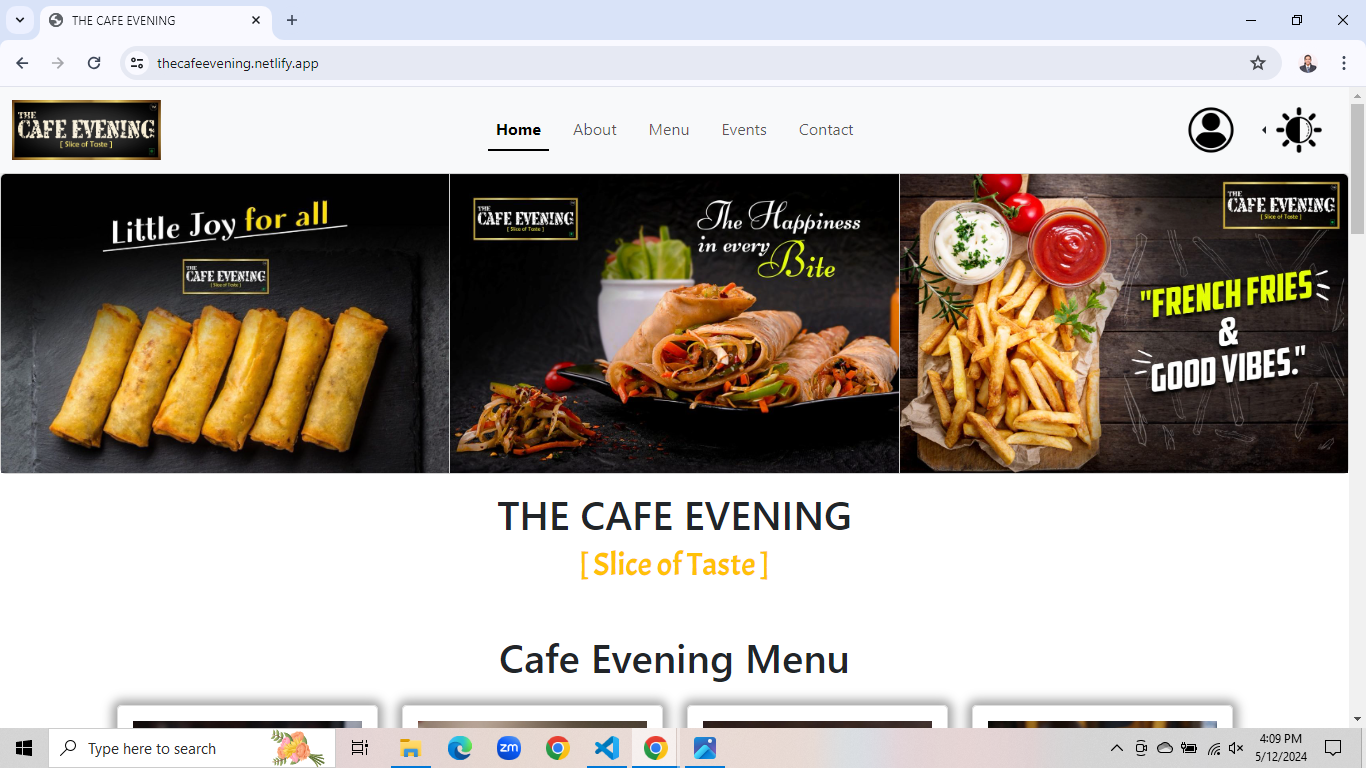 THE CAFE EVENING
thecafeevening.netlify.app
THE
CAFE EVENING
[ Slice of Taste ]
Home
About
Menu
Events
Contact
Little Joy for all
THE
CAFE EVENING
[ Slice of Taste ]
THE
CAFE EVENING
[ Slice of Taste ]
The Happiness
in every Bite
THE
CAFE EVENING
[ Slice of Taste ]
"FRENCH FRIES
&
GOOD VIBES."
THE CAFE EVENING
[ Slice of Taste ]
Cafe Evening Menu
Type here to search
zm
4:09 PM
5/12/2024